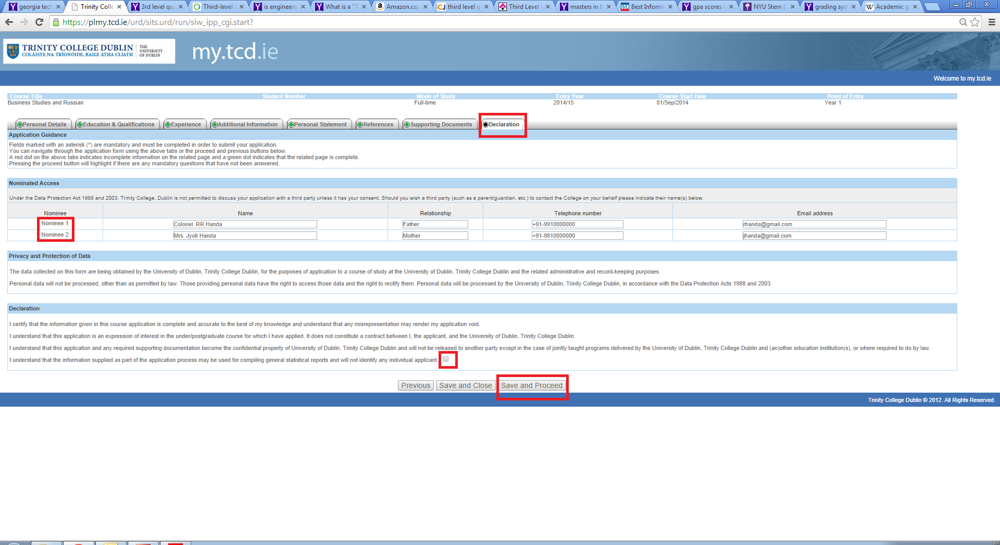 georgia tech
Trinity Colle
3rd level qu
Third-level
is engineeri
What is a "T
Amazon.co.
third level q
Third Level
masters in b
Best Inform
gpa scores
NYU Stern |
grading sys
Academic g
https://plmy.tcd.ie/urd/sits.urd/run/siw_ipp_cgi.start?
TRINITY COLLEGE DUBLIN
COLÁISTE NA TRÍONÓIDE, BAILE ÁTHA CLIATH
THE
UNIVERSITY
OF DUBLIN
my.tcd.ie
Welcome to my.tcd.ie
Course Title Student Number Mode of Study Entry Year Course Start Date Point of Entry
Business Studies and Russian Full-time 2014/15 01/Sep/2014 Year 1
Personal Details Education & Qualifications Experience Additional Information Personal Statement References Supporting Documents Declaration
Application Guidance
Fields marked with an asterisk (*) are mandatory and must be completed in order to submit your application.
You can navigate through the application form using the above tabs or the proceed and previous buttons below.
A red dot on the above tabs indicates incomplete information on the related page and a green dot indicates that the related page is complete.
Pressing the proceed button will highlight if there are any mandatory questions that have not been answered.
Nominated Access
Under the Data Protection Act 1988 and 2003, Trinity College, Dublin is not permitted to discuss your application with a third party unless it has your consent. Should you wish a third party (such as a parent/guardian, etc.) to contact the College on your behalf please indicate their name(s) below.
Nominee Name Relationship Telephone number Email address
Nominee 1 Colonel. RR Handa Father +91-9910000000 rhanda@gmail.com
Nominee 2 Mrs. Jyoti Handa Mother +91-9810000000 jhanda@gmail.com
Privacy and Protection of Data
The data collected on this form are being obtained by the University of Dublin, Trinity College Dublin, for the purposes of application to a course of study at the University of Dublin, Trinity College Dublin and the related administrative and record-keeping purposes.
Personal data will not be processed, other than as permitted by law. Those providing personal data have the right to access those data and the right to rectify them. Personal data will be processed by the University of Dublin, Trinity College Dublin, in accordance with the Data Protection Acts 1988 and 2003.
Declaration
I certify that the information given in this course application is complete and accurate to the best of my knowledge and understand that any misrepresentation may render my application void.
I understand that this application is an expression of interest in the under/postgraduate course for which I have applied. It does not constitute a contract between I, the applicant, and the University of Dublin, Trinity College Dublin.
I understand that this application and any required supporting documentation become the confidential property of University of Dublin, Trinity College Dublin and will not be released to another party except in the case of jointly taught programs delivered by the University of Dublin, Trinity College Dublin and (an)other education institution(s), or where required to do by law.
I understand that the information supplied as part of the application process may be used for compiling general statistical reports and will not identify any individual applicant.
Previous Save and Close Save and Proceed
Trinity College Dublin © 2012. All Rights Reserved.